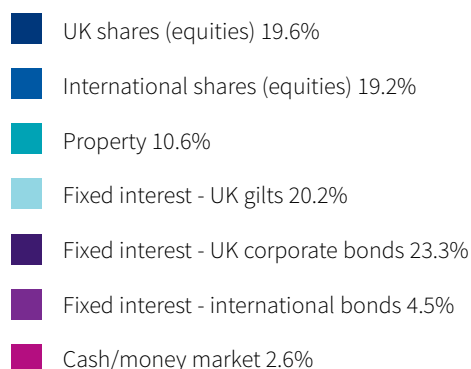 UK shares (equities) 19.6%
International shares (equities) 19.2%
Property 10.6%
Fixed interest - UK gilts 20.2%
Fixed interest - UK corporate bonds 23.3%
Fixed interest - international bonds 4.5%
Cash/money market 2.6%